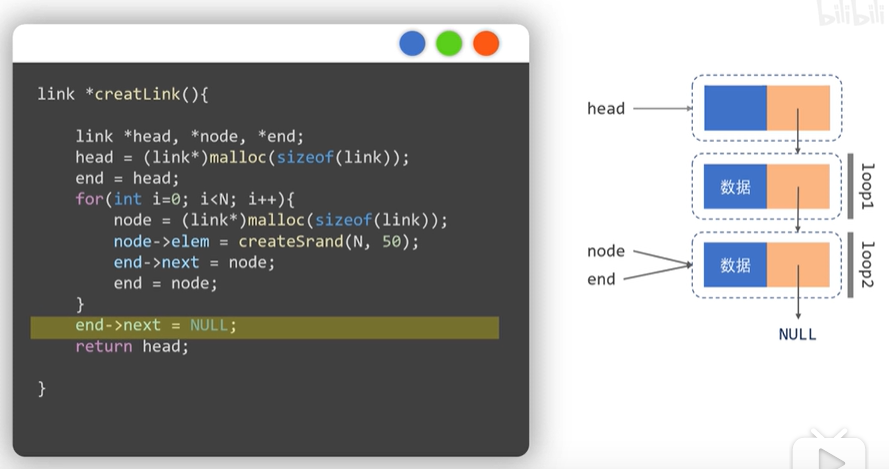 bilibili
link *creatLink(){
link *head, *node, *end;
head = (link*)malloc(sizeof(link));
end = head;
for(int i=0; i<N; i++){
node = (link*)malloc(sizeof(link));
node->elem = createSrand(N, 50);
end->next = node;
end = node;
}
end->next = NULL;
return head;
}
head
数据
loop1
node
end
数据
loop2
NULL